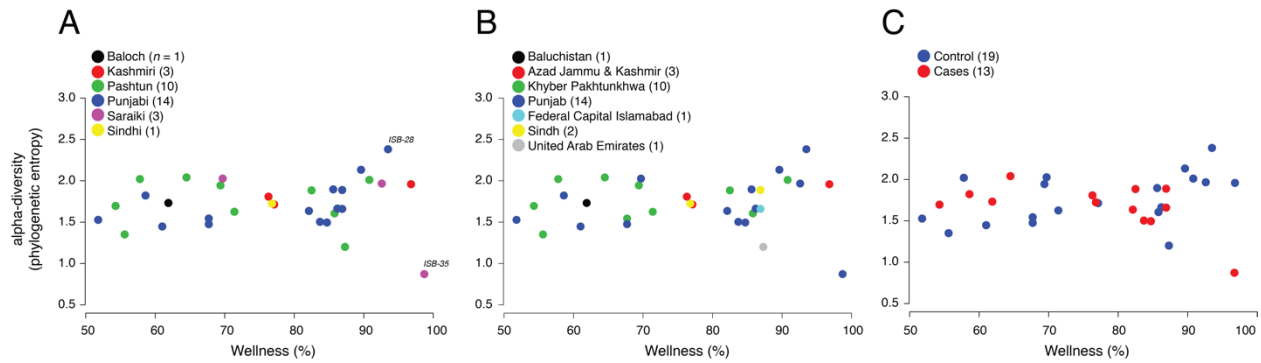 A
Baloch (n = 1)
Kashmiri (3)
Pashtun (10)
Punjabi (14)
Saraiki (3)
Sindhi (1)
alpha-diversity
(phylogenetic entropy)
3.0
2.5
2.0
1.5
1.0
0.5
ISB-28
ISB-35
50 60 70 80 90 100
Wellness (%)
B
Baluchistan (1)
Azad Jammu & Kashmir (3)
Khyber Pakhtunkhwa (10)
Punjab (14)
Federal Capital Islamabad (1)
Sindh (2)
United Arab Emirates (1)
3.0
2.5
2.0
1.5
1.0
0.5
50 60 70 80 90 100
Wellness (%)
C
Control (19)
Cases (13)
3.0
2.5
2.0
1.5
1.0
0.5
50 60 70 80 90 100
Wellness (%)